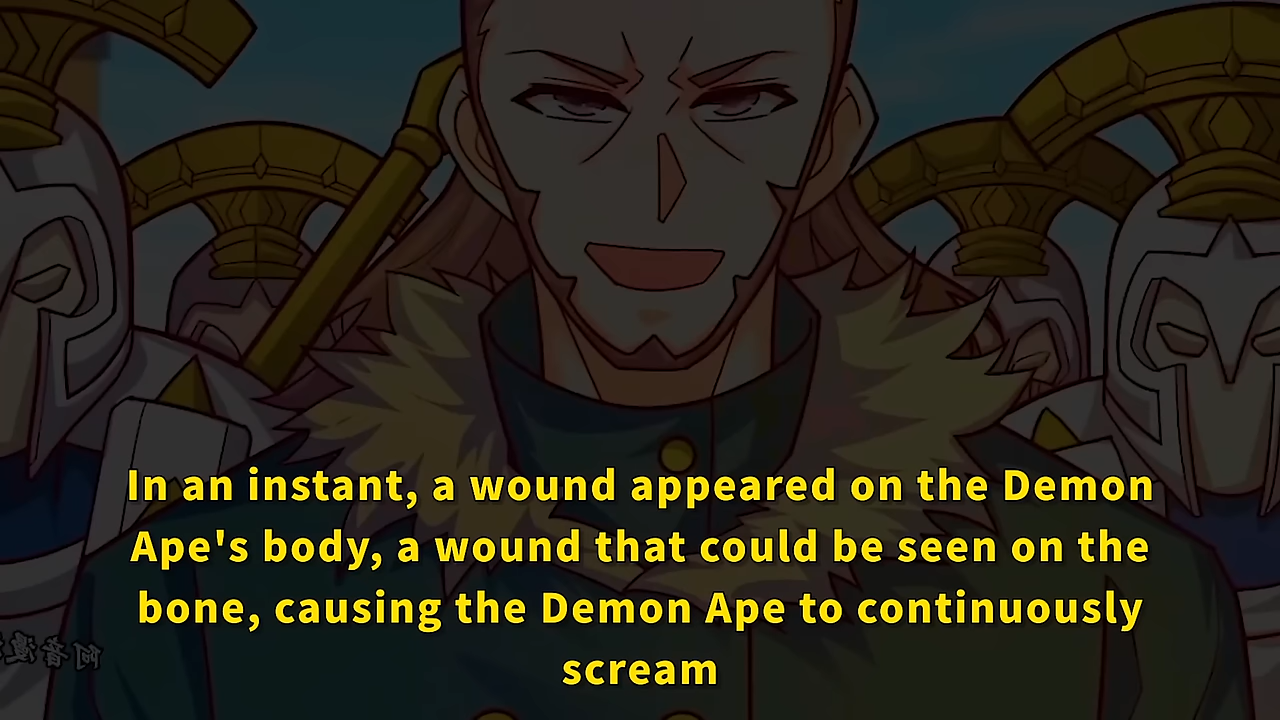 In an instant, a wound appeared on the Demon
Ape's body, a wound that could be seen on the
bone, causing the Demon Ape to continuously
scream